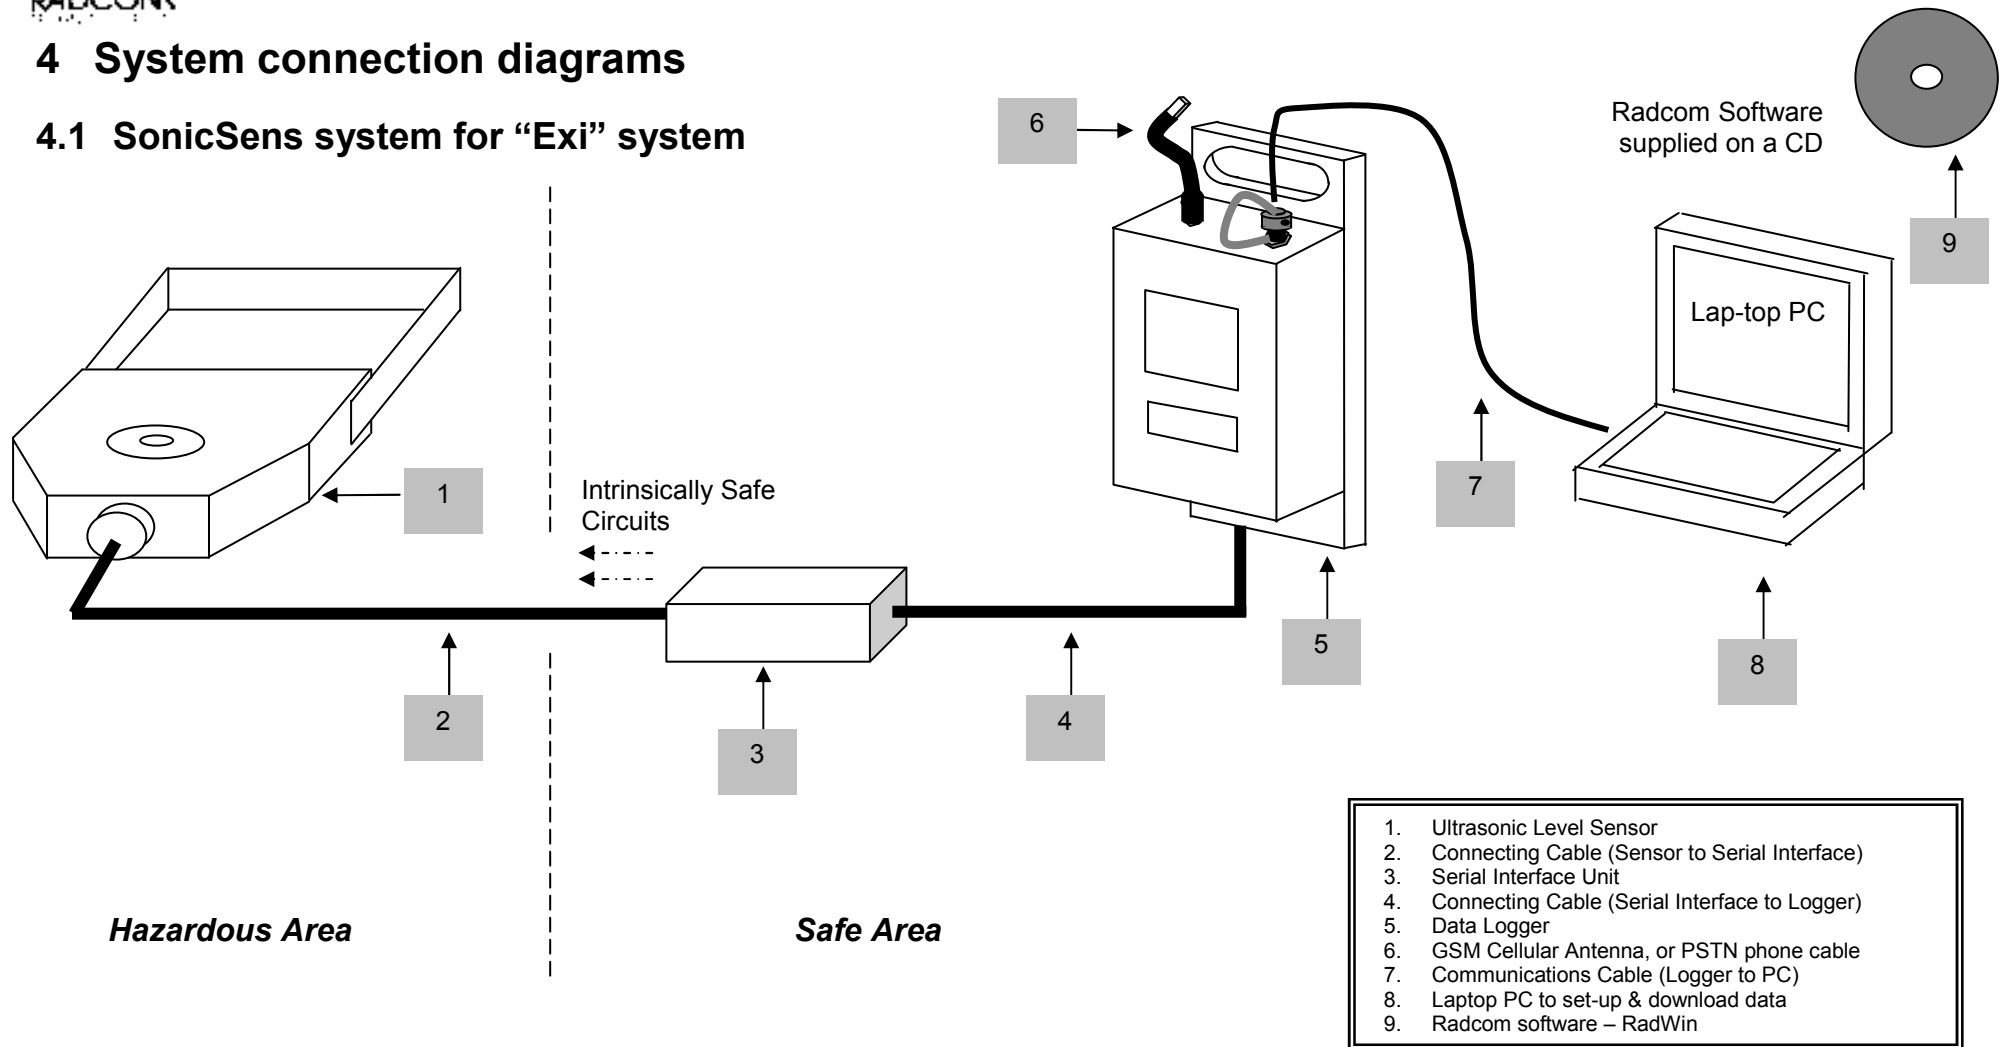 RADCOM
4 System connection diagrams
4.1 SonicSens system for “Exi” system
6
Radcom Software
supplied on a CD
9
Lap-top PC
1
Intrinsically Safe
Circuits
7
5
8
2
3
4
Hazardous Area
Safe Area
1. Ultrasonic Level Sensor
2. Connecting Cable (Sensor to Serial Interface)
3. Serial Interface Unit
4. Connecting Cable (Serial Interface to Logger)
5. Data Logger
6. GSM Cellular Antenna, or PSTN phone cable
7. Communications Cable (Logger to PC)
8. Laptop PC to set-up & download data
9. Radcom software – RadWin